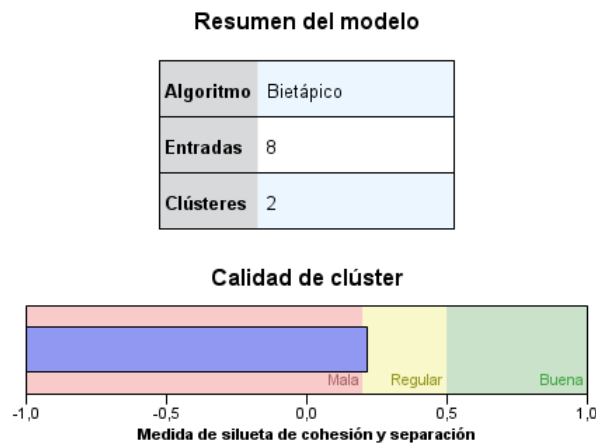 Resumen del modelo
Algoritmo Bietápico
Entradas 8
Clústeres 2
Calidad de clúster
Mala Regular Buena
-1,0 -0,5 0,0 0,5 1,0
Medida de silueta de cohesión y separación